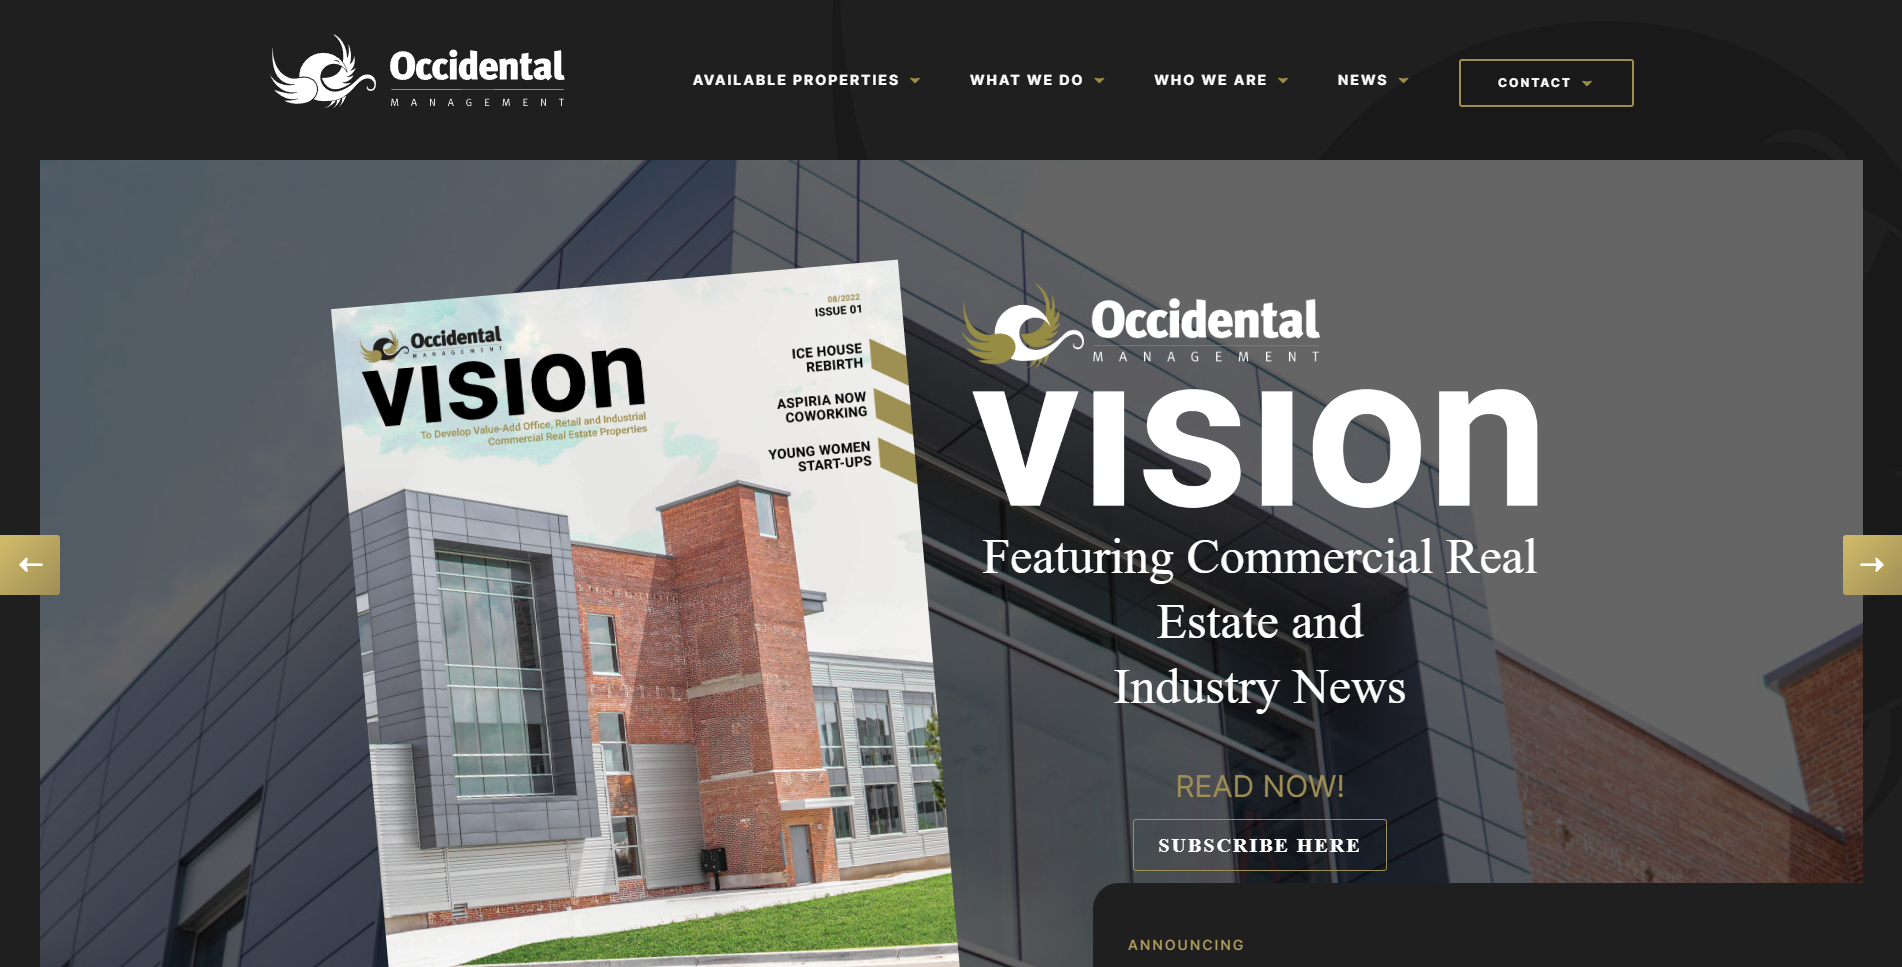 Occidental
MANAGEMENT
AVAILABLE PROPERTIES
WHAT WE DO
WHO WE ARE
NEWS
CONTACT
08/2022
ISSUE 01
Occidental
MANAGEMENT
vision
To Develop Value-Add Office, Retail and Industrial
Commercial Real Estate Properties
ICE HOUSE
REBIRTH
ASPIRIA NOW
COWORKING
YOUNG WOMEN
START-UPS
Occidental
MANAGEMENT
vision
Featuring Commercial Real
Estate and
Industry News
READ NOW!
SUBSCRIBE HERE
ANNOUNCING